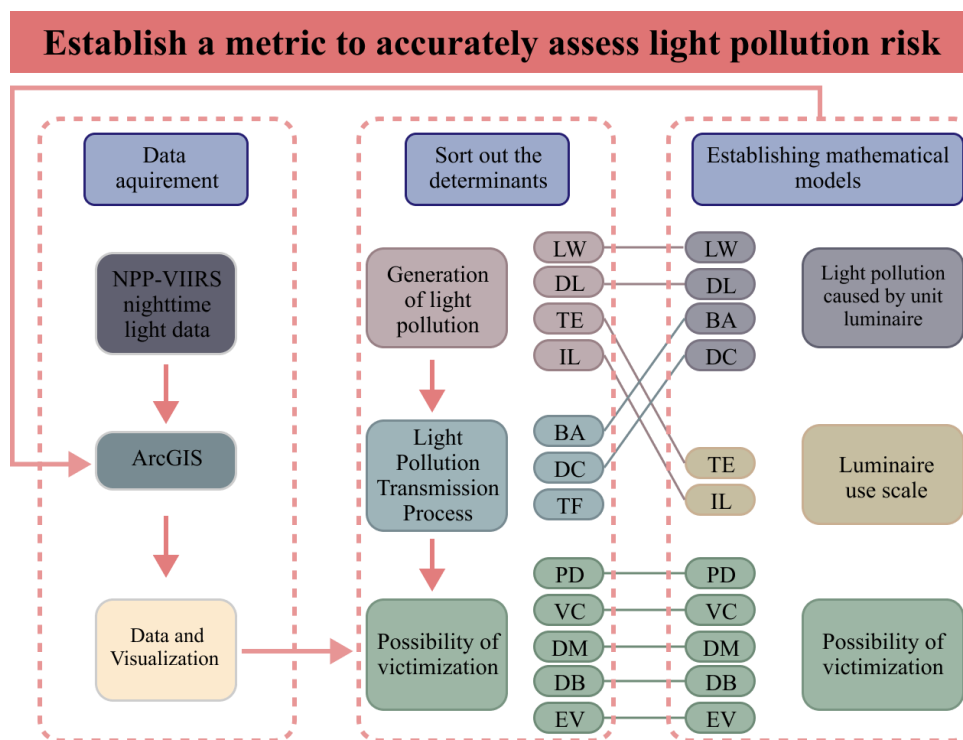 Establish a metric to accurately assess light pollution risk
Data
aquirement
NPP-VIIRS
nighttime
light data
ArcGIS
Data and
Visualization
Sort out the
determinants
Generation
of light
pollution
LW
DL
TE
IL
Light
Pollution
Transmission
Process
BA
DC
TF
Possibility of
victimization
PD
VC
DM
DB
EV
Establishing mathematical
models
LW
DL
BA
DC
Light pollution
caused by unit
luminaire
TE
IL
Luminaire
use scale
PD
VC
DM
DB
EV
Possibility of
victimization